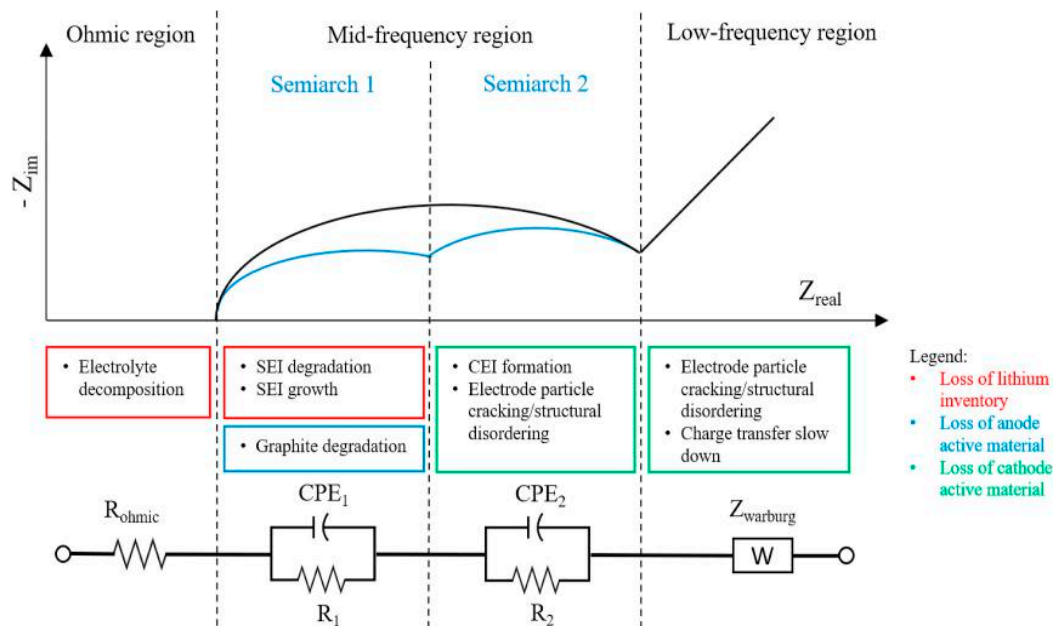 Ohmic region
Mid-frequency region
Low-frequency region
Semiarch 1
Semiarch 2
- Z_im
Z_real
• Electrolyte
decomposition
• SEI degradation
• SEI growth
• Graphite degradation
• CEI formation
• Electrode particle
cracking/structural
disordering
• Electrode particle
cracking/structural
disordering
• Charge transfer slow
down
Legend:
• Loss of lithium
inventory
• Loss of anode
active material
• Loss of cathode
active material
R_ohmic
CPE_1
R_1
CPE_2
R_2
Z_warburg
W